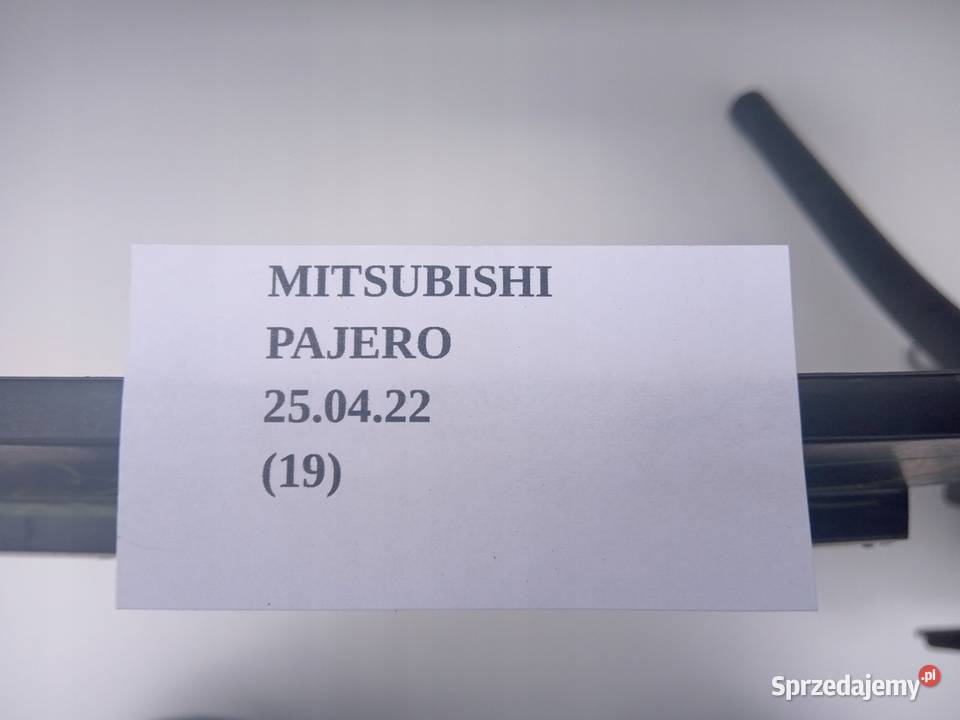 MITSUBISHI
PAJERO
25.04.22
(19)
Sprzedajemy.pl